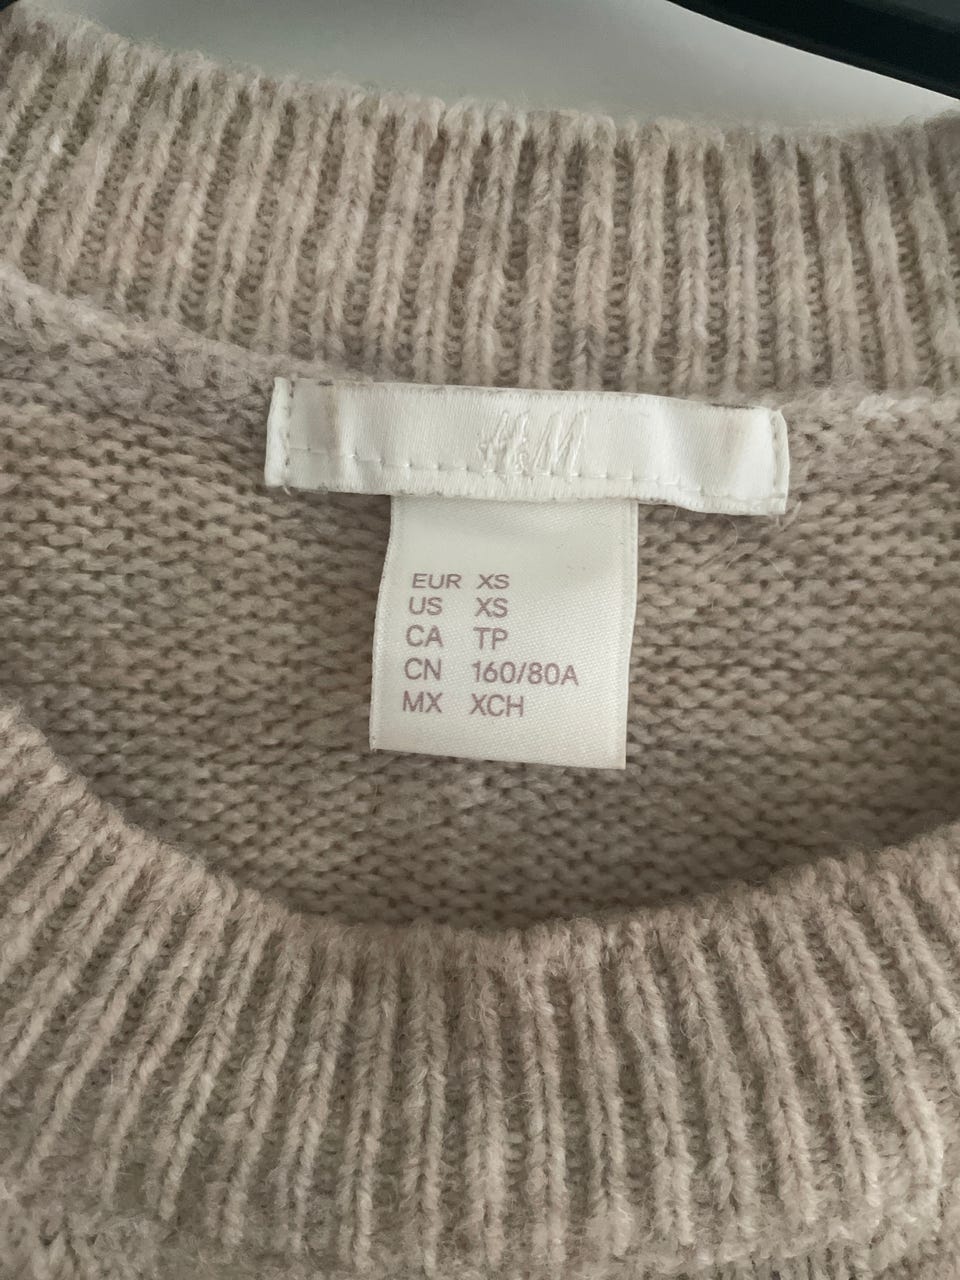 H&M
EUR XS
US XS
CA TP
CN 160/80A
MX XCH